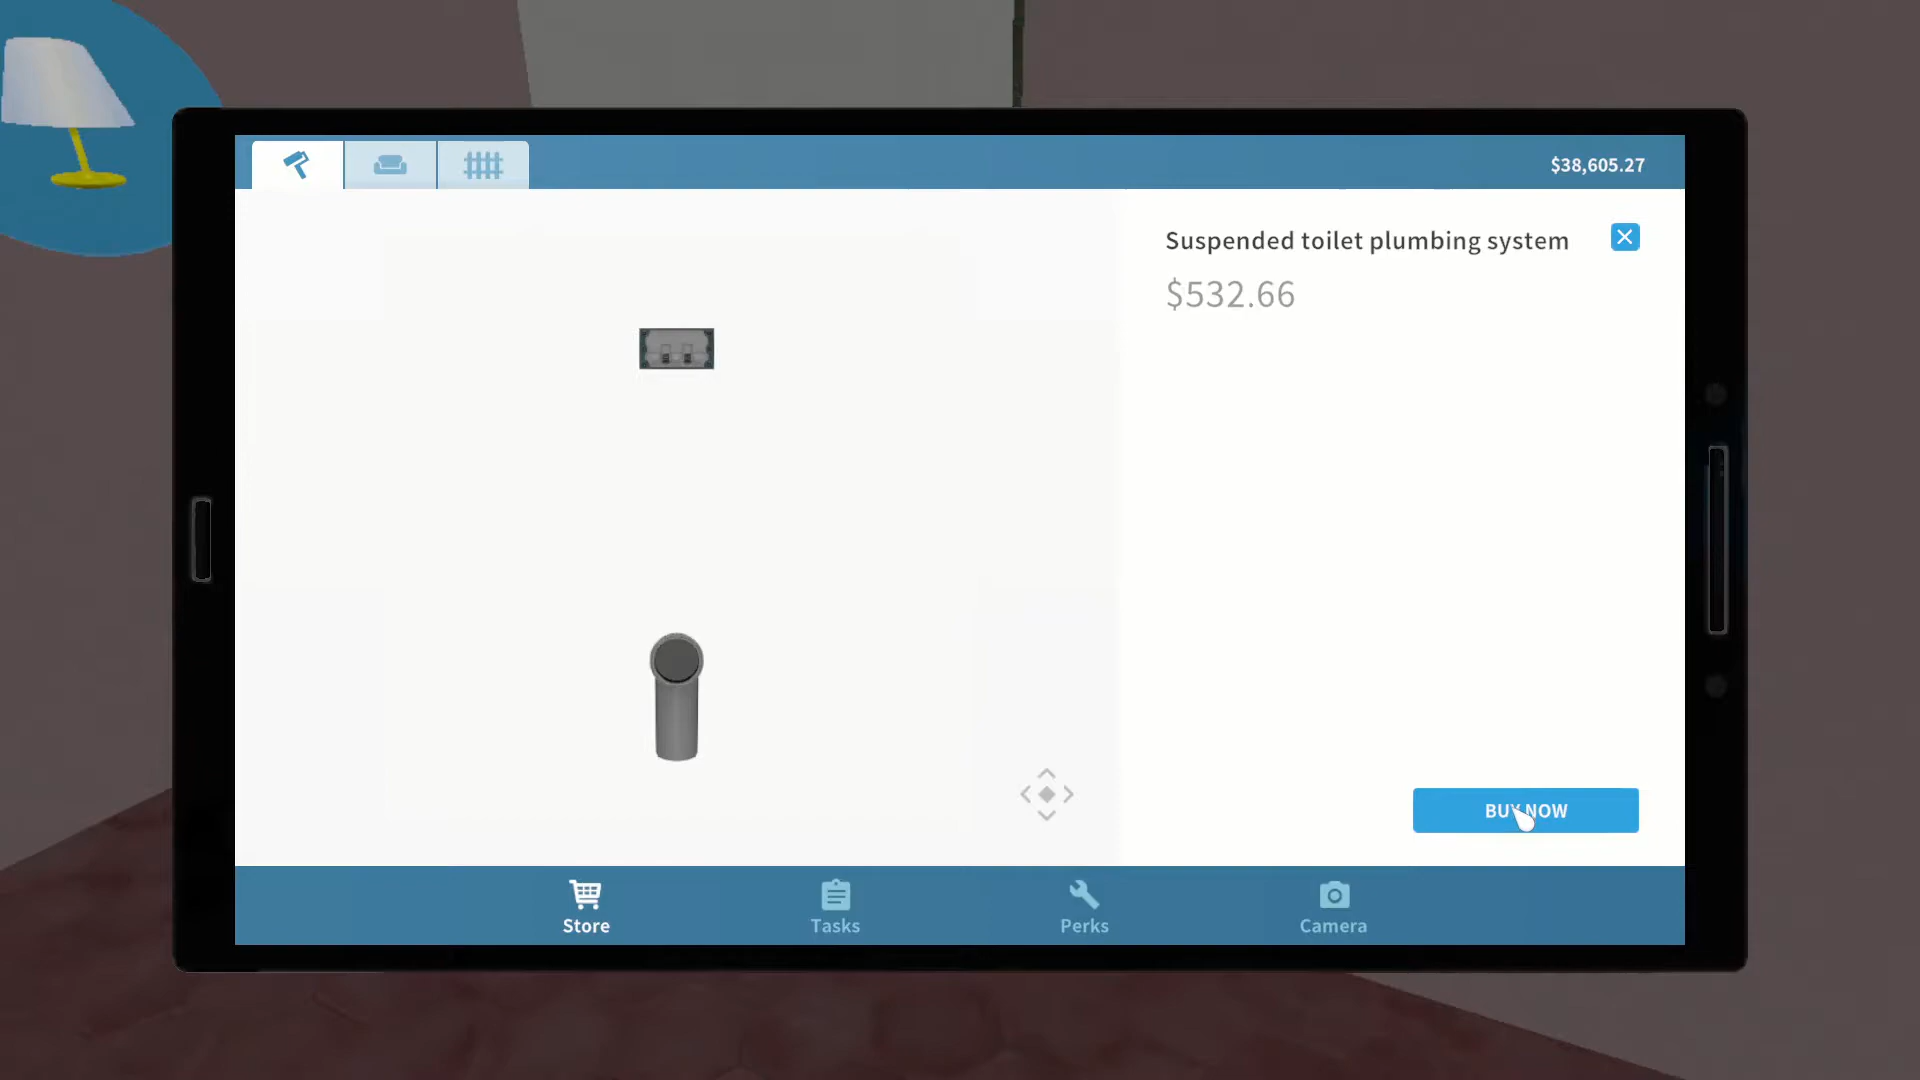 $38,605.27
Suspended toilet plumbing system
$532.66
BUY NOW
Store
Tasks
Perks
Camera